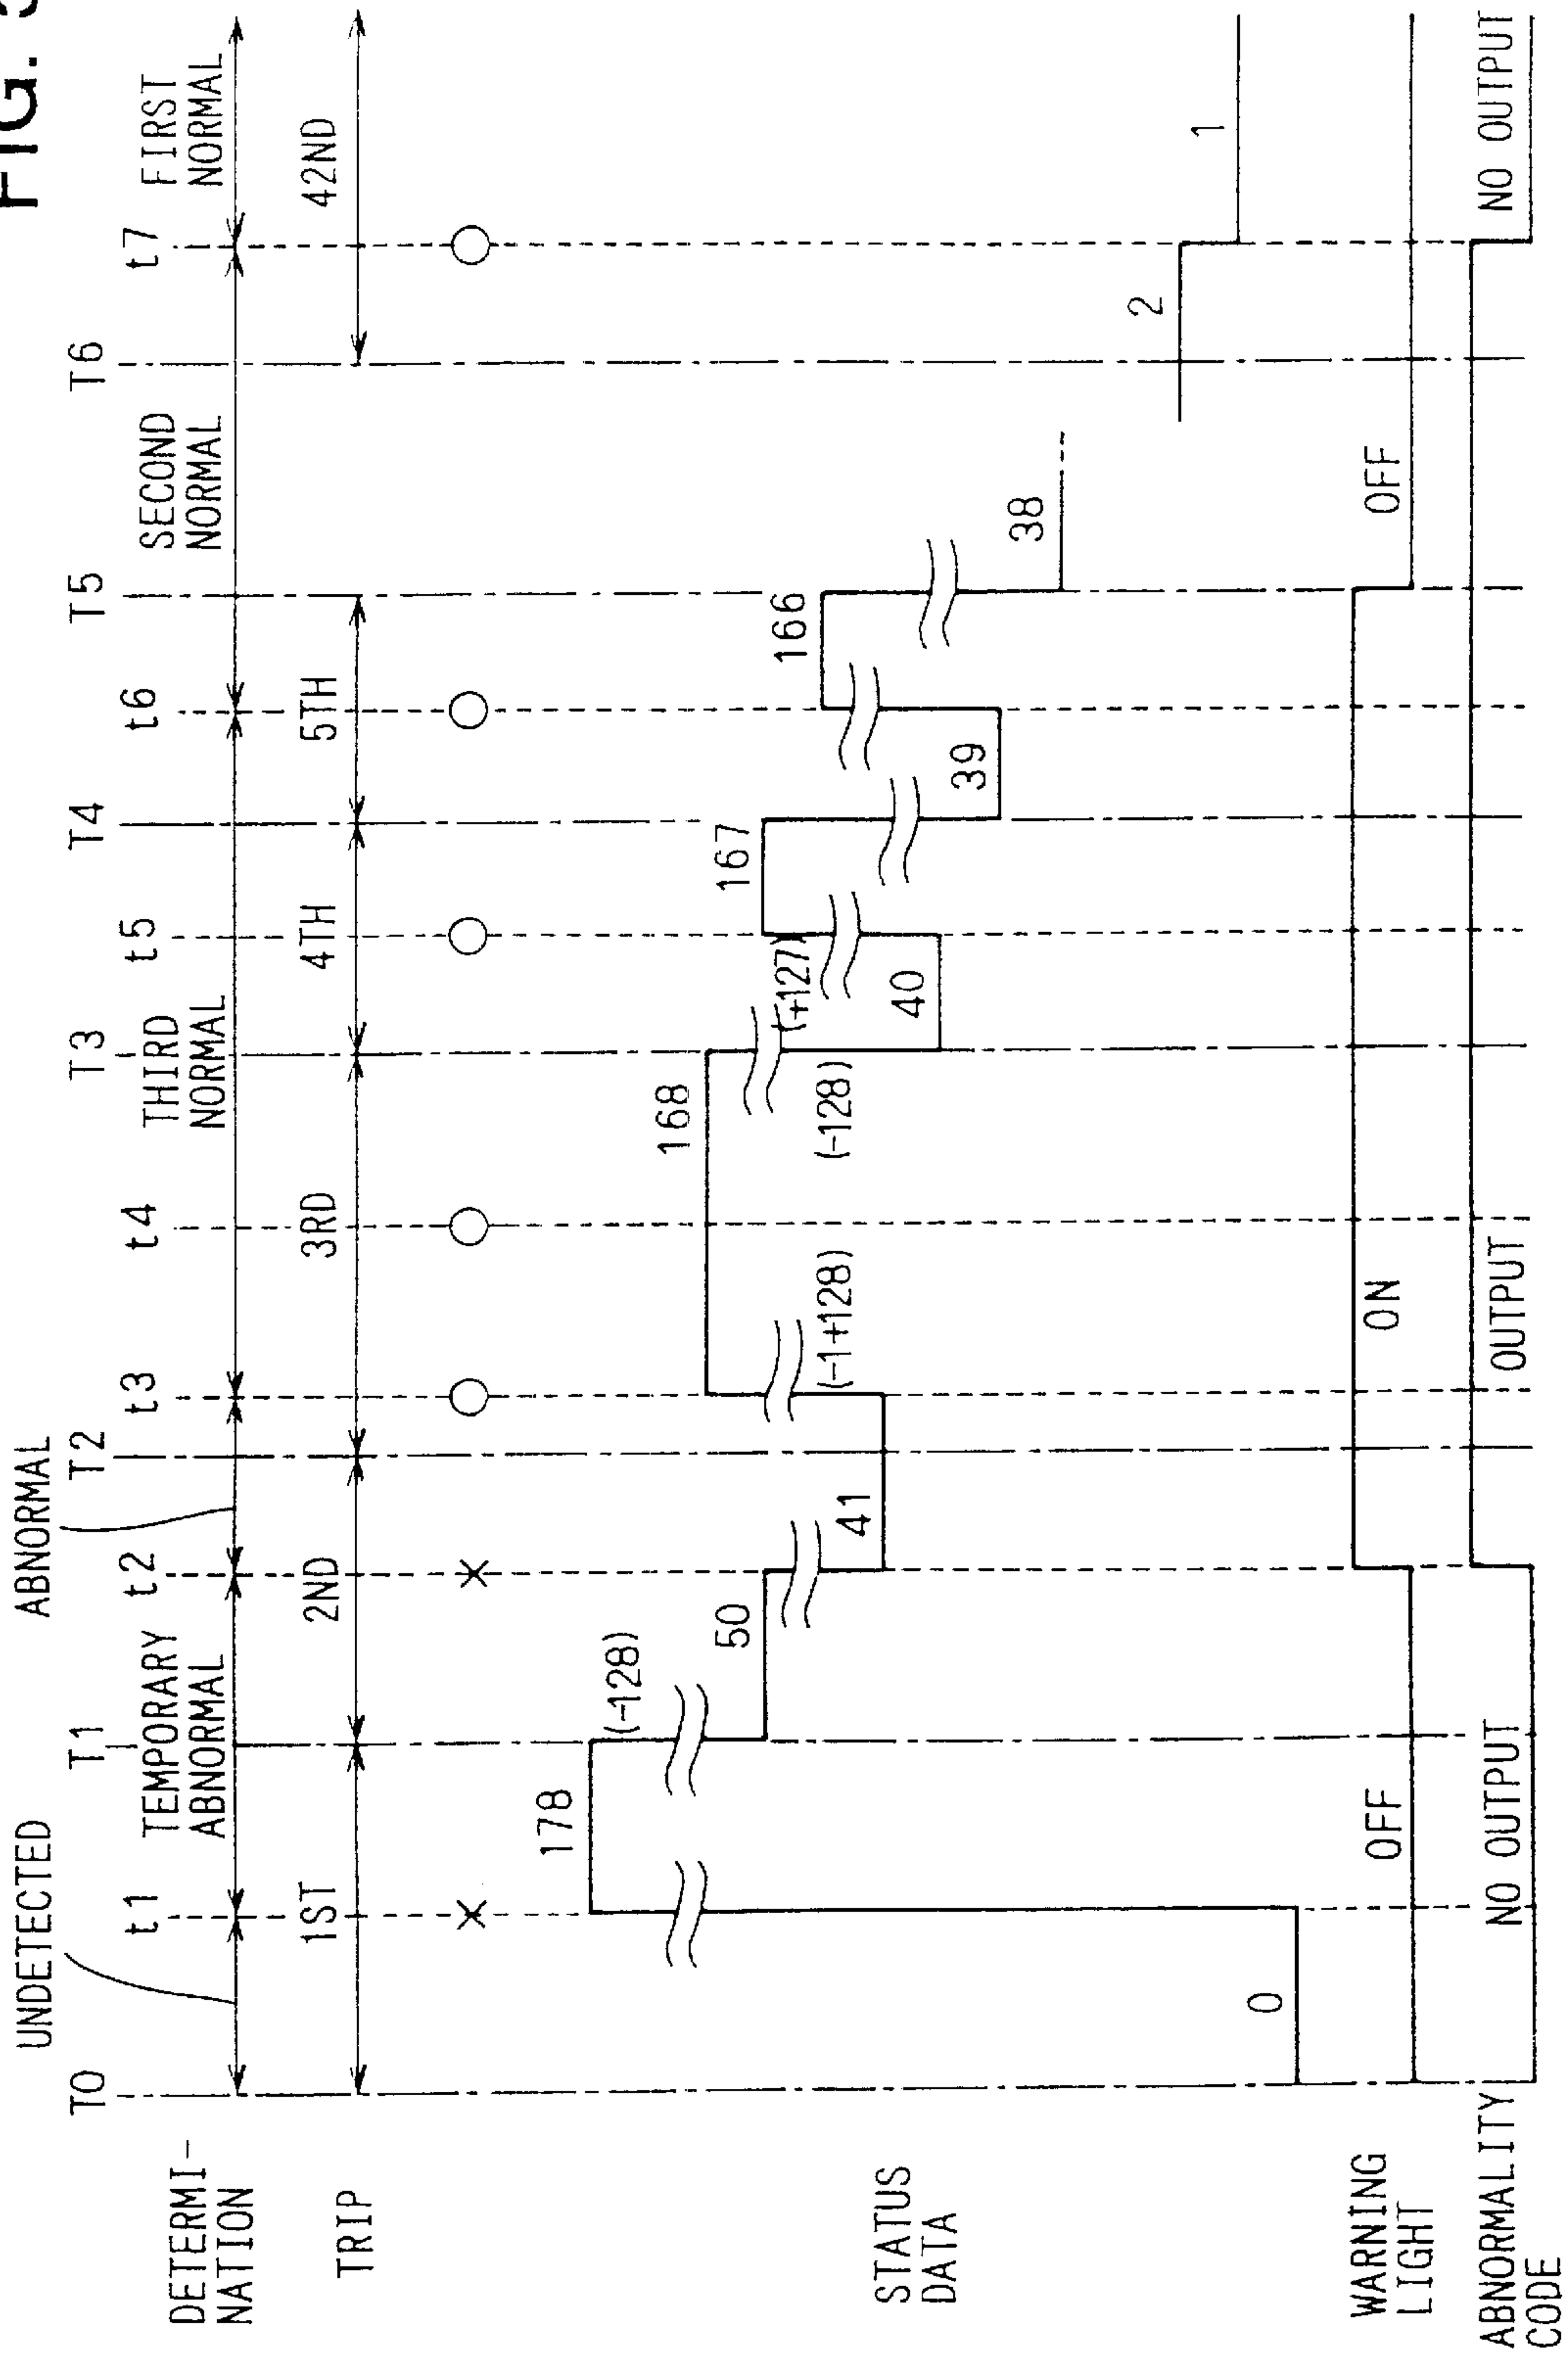 FIG.
UNDETECTED
ABNORMAL
T0
t1
T1
t2
T2
t3
t4
T3
t5
T4
t6
T5
T6
t7
DETERMI-
NATION
TEMPORARY
ABNORMAL
THIRD
NORMAL
SECOND
NORMAL
FIRST
NORMAL
TRIP
1ST
2ND
3RD
4TH
5TH
42ND
STATUS
DATA
0
178
(-128)
50
41
(-1+128)
168
(-128)
40
(+127)
167
39
166
38
2
1
WARNING
LIGHT
OFF
ON
OFF
ABNORMALITY
CODE
NO OUTPUT
OUTPUT
NO OUTPUT